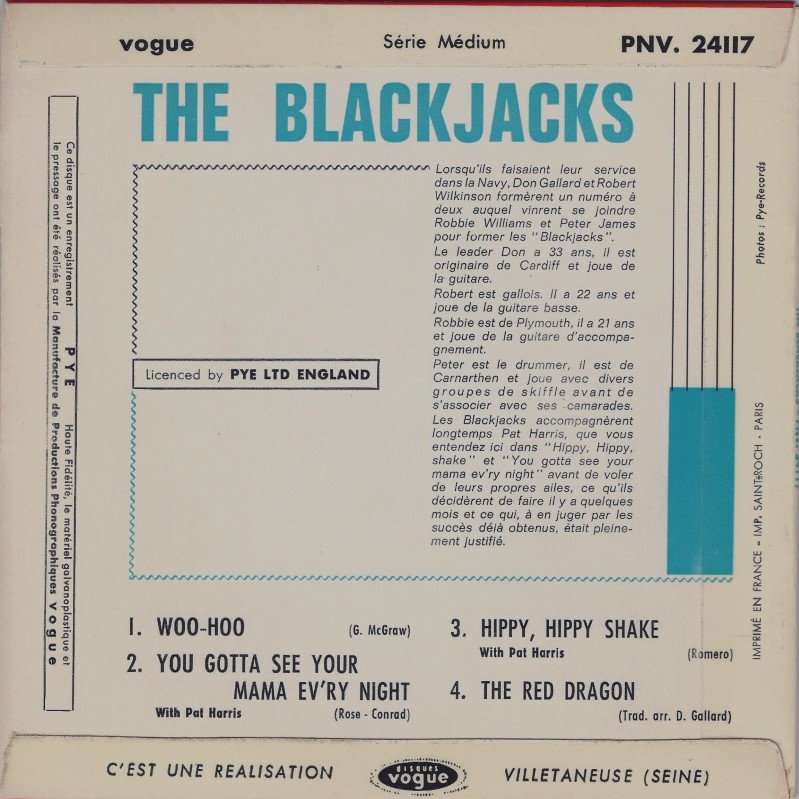 vogue Série Médium PNV. 24117
THE BLACKJACKS
Lorsqu'ils faisaient leur service
dans la Navy, Don Gallard et Robert
Wilkinson formèrent un numéro à
deux auquel vinrent se joindre
Robbie Williams et Peter James
pour former les "Blackjacks".
Le leader Don a 33 ans, il est
originaire de Cardiff et joue de
la guitare.
Robert est gallois. Il a 22 ans et
joue de la guitare basse.
Robbie est de Plymouth, il a 21 ans
et joue de la guitare d'accompa-
gnement.
Peter est le drummer, il est de
Carnarthen et joue avec divers
groupes de skiffle avant de
s'associer avec ses camarades.
Les Blackjacks accompagnèrent
longtemps Pat Harris, que vous
entendez ici dans "Hippy, Hippy,
shake" et "You gotta see your
mama ev'ry night" avant de voler
de leurs propres ailes, ce qu'ils
décidèrent de faire il y a quelques
mois et ce qui, à en juger par les
succès déjà obtenus, était pleine-
ment justifié.
Licenced by PYE LTD ENGLAND
Ce disque est un enregistrement PYE Haute Fidélité, le matériel galvanoplastique et
le pressage ont été réalisés par la Manufacture de Productions Phonographiques vogue
Photos : Pye-Records
IMPRIMÉ EN FRANCE - IMP. SAINT-ROCH - PARIS
1. WOO-HOO (G. McGraw)
2. YOU GOTTA SEE YOUR
MAMA EV'RY NIGHT
With Pat Harris (Rose - Conrad)
3. HIPPY, HIPPY SHAKE
With Pat Harris (Romero)
4. THE RED DRAGON
(Trad. arr. D. Gallard)
C'EST UNE REALISATION disques vogue VILLETANEUSE (SEINE)